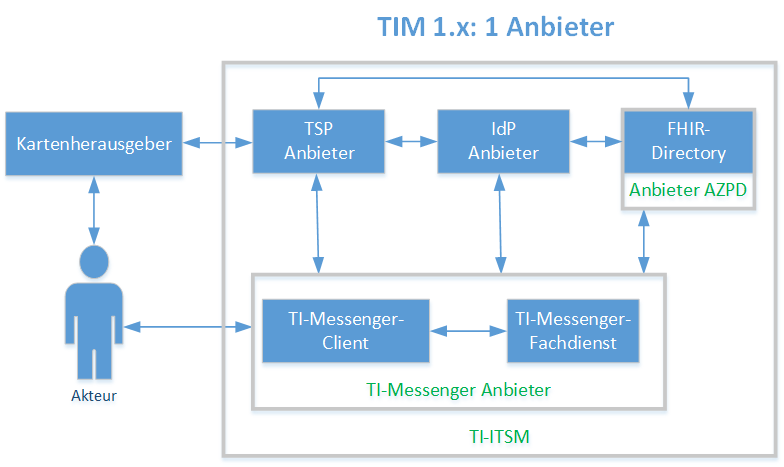 TIM 1.x: 1 Anbieter
Kartenherausgeber
TSP
Anbieter
IdP
Anbieter
FHIR-
Directory
Anbieter AZPD
TI-Messenger-
Client
TI-Messenger-
Fachdienst
Akteur
TI-Messenger Anbieter
TI-ITSM